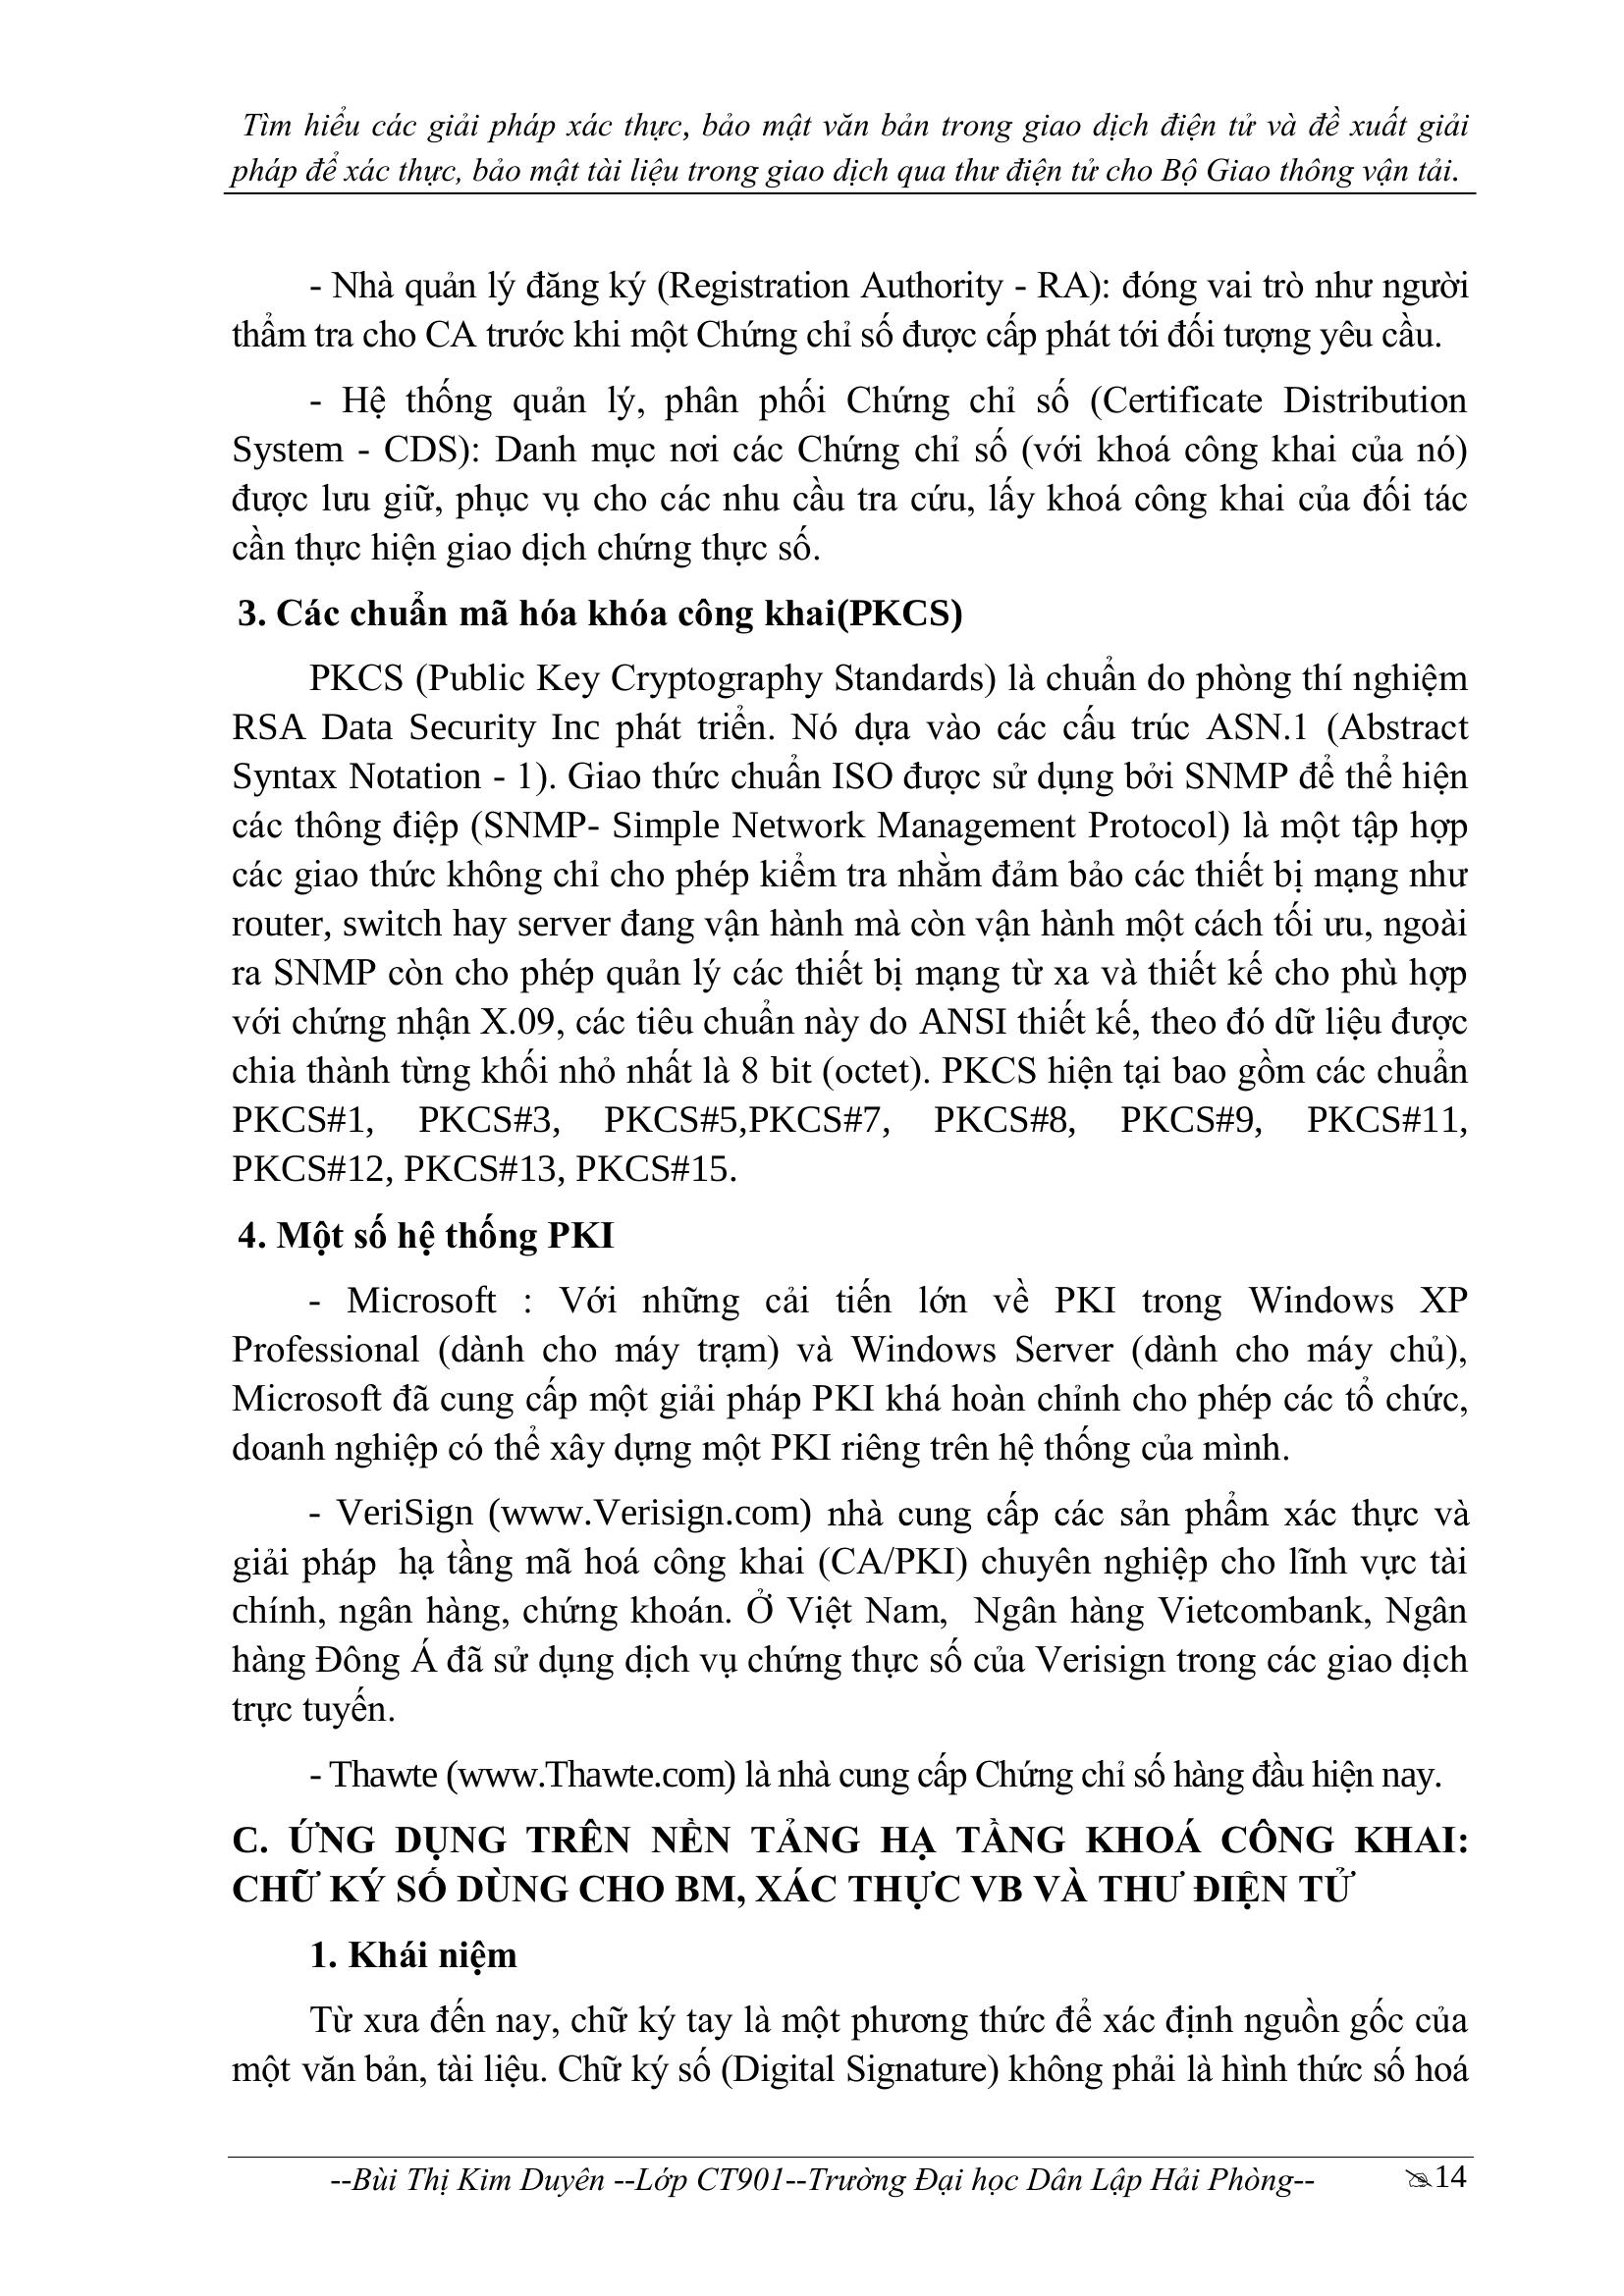 Tìm hiểu các giải pháp xác thực, bảo mật văn bản trong giao dịch điện tử và đề xuất giải
pháp để xác thực, bảo mật tài liệu trong giao dịch qua thư điện tử cho Bộ Giao thông vận tải.
- Nhà quản lý đăng ký (Registration Authority - RA): đóng vai trò như người
thẩm tra cho CA trước khi một Chứng chỉ số được cấp phát tới đối tượng yêu cầu.
- Hệ thống quản lý, phân phối Chứng chỉ số (Certificate Distribution
System - CDS): Danh mục nơi các Chứng chỉ số (với khoá công khai của nó)
được lưu giữ, phục vụ cho các nhu cầu tra cứu, lấy khoá công khai của đối tác
cần thực hiện giao dịch chứng thực số.
3. Các chuẩn mã hóa khóa công khai(PKCS)
PKCS (Public Key Cryptography Standards) là chuẩn do phòng thí nghiệm
RSA Data Security Inc phát triển. Nó dựa vào các cấu trúc ASN.1 (Abstract
Syntax Notation - 1). Giao thức chuẩn ISO được sử dụng bởi SNMP để thể hiện
các thông điệp (SNMP- Simple Network Management Protocol) là một tập hợp
các giao thức không chỉ cho phép kiểm tra nhằm đảm bảo các thiết bị mạng như
router, switch hay server đang vận hành mà còn vận hành một cách tối ưu, ngoài
ra SNMP còn cho phép quản lý các thiết bị mạng từ xa và thiết kế cho phù hợp
với chứng nhận X.09, các tiêu chuẩn này do ANSI thiết kế, theo đó dữ liệu được
chia thành từng khối nhỏ nhất là 8 bit (octet). PKCS hiện tại bao gồm các chuẩn
PKCS#1, PKCS#3, PKCS#5,PKCS#7, PKCS#8, PKCS#9, PKCS#11,
PKCS#12, PKCS#13, PKCS#15.
4. Một số hệ thống PKI
- Microsoft : Với những cải tiến lớn về PKI trong Windows XP
Professional (dành cho máy trạm) và Windows Server (dành cho máy chủ),
Microsoft đã cung cấp một giải pháp PKI khá hoàn chỉnh cho phép các tổ chức,
doanh nghiệp có thể xây dựng một PKI riêng trên hệ thống của mình.
- VeriSign (www.Verisign.com) nhà cung cấp các sản phẩm xác thực và
giải pháp hạ tầng mã hoá công khai (CA/PKI) chuyên nghiệp cho lĩnh vực tài
chính, ngân hàng, chứng khoán. Ở Việt Nam, Ngân hàng Vietcombank, Ngân
hàng Đông Á đã sử dụng dịch vụ chứng thực số của Verisign trong các giao dịch
trực tuyến.
- Thawte (www.Thawte.com) là nhà cung cấp Chứng chỉ số hàng đầu hiện nay.
C. ỨNG DỤNG TRÊN NỀN TẢNG HẠ TẦNG KHOÁ CÔNG KHAI:
CHỮ KÝ SỐ DÙNG CHO BM, XÁC THỰC VB VÀ THƯ ĐIỆN TỬ
1. Khái niệm
Từ xưa đến nay, chữ ký tay là một phương thức để xác định nguồn gốc của
một văn bản, tài liệu. Chữ ký số (Digital Signature) không phải là hình thức số hoá
--Bùi Thị Kim Duyên --Lớp CT901--Trường Đại học Dân Lập Hải Phòng-- 14